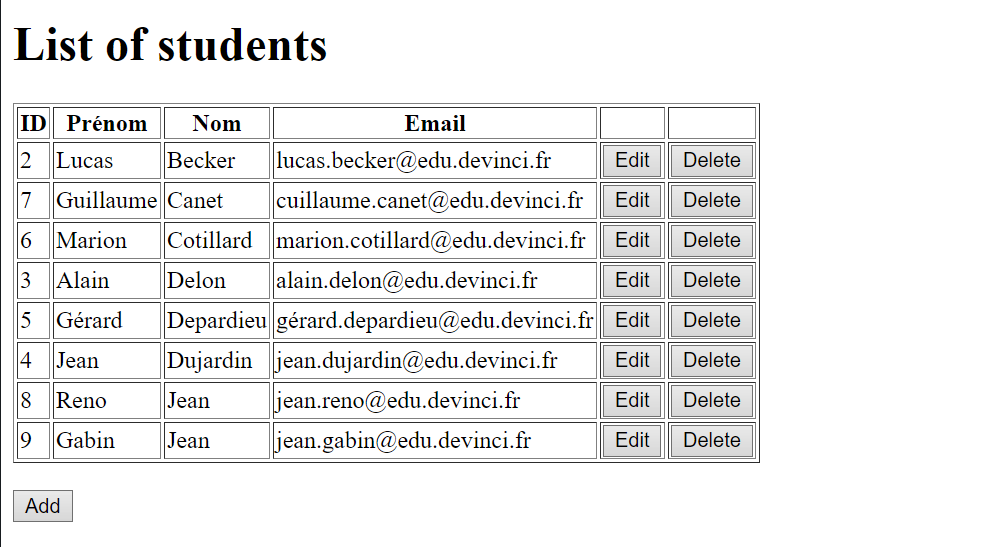 List of students
ID Prénom Nom Email
2 Lucas Becker lucas.becker@edu.devinci.fr Edit Delete
7 Guillaume Canet cuillaume.canet@edu.devinci.fr Edit Delete
6 Marion Cotillard marion.cotillard@edu.devinci.fr Edit Delete
3 Alain Delon alain.delon@edu.devinci.fr Edit Delete
5 Gérard Depardieu gérard.depardieu@edu.devinci.fr Edit Delete
4 Jean Dujardin jean.dujardin@edu.devinci.fr Edit Delete
8 Reno Jean jean.reno@edu.devinci.fr Edit Delete
9 Gabin Jean jean.gabin@edu.devinci.fr Edit Delete
Add